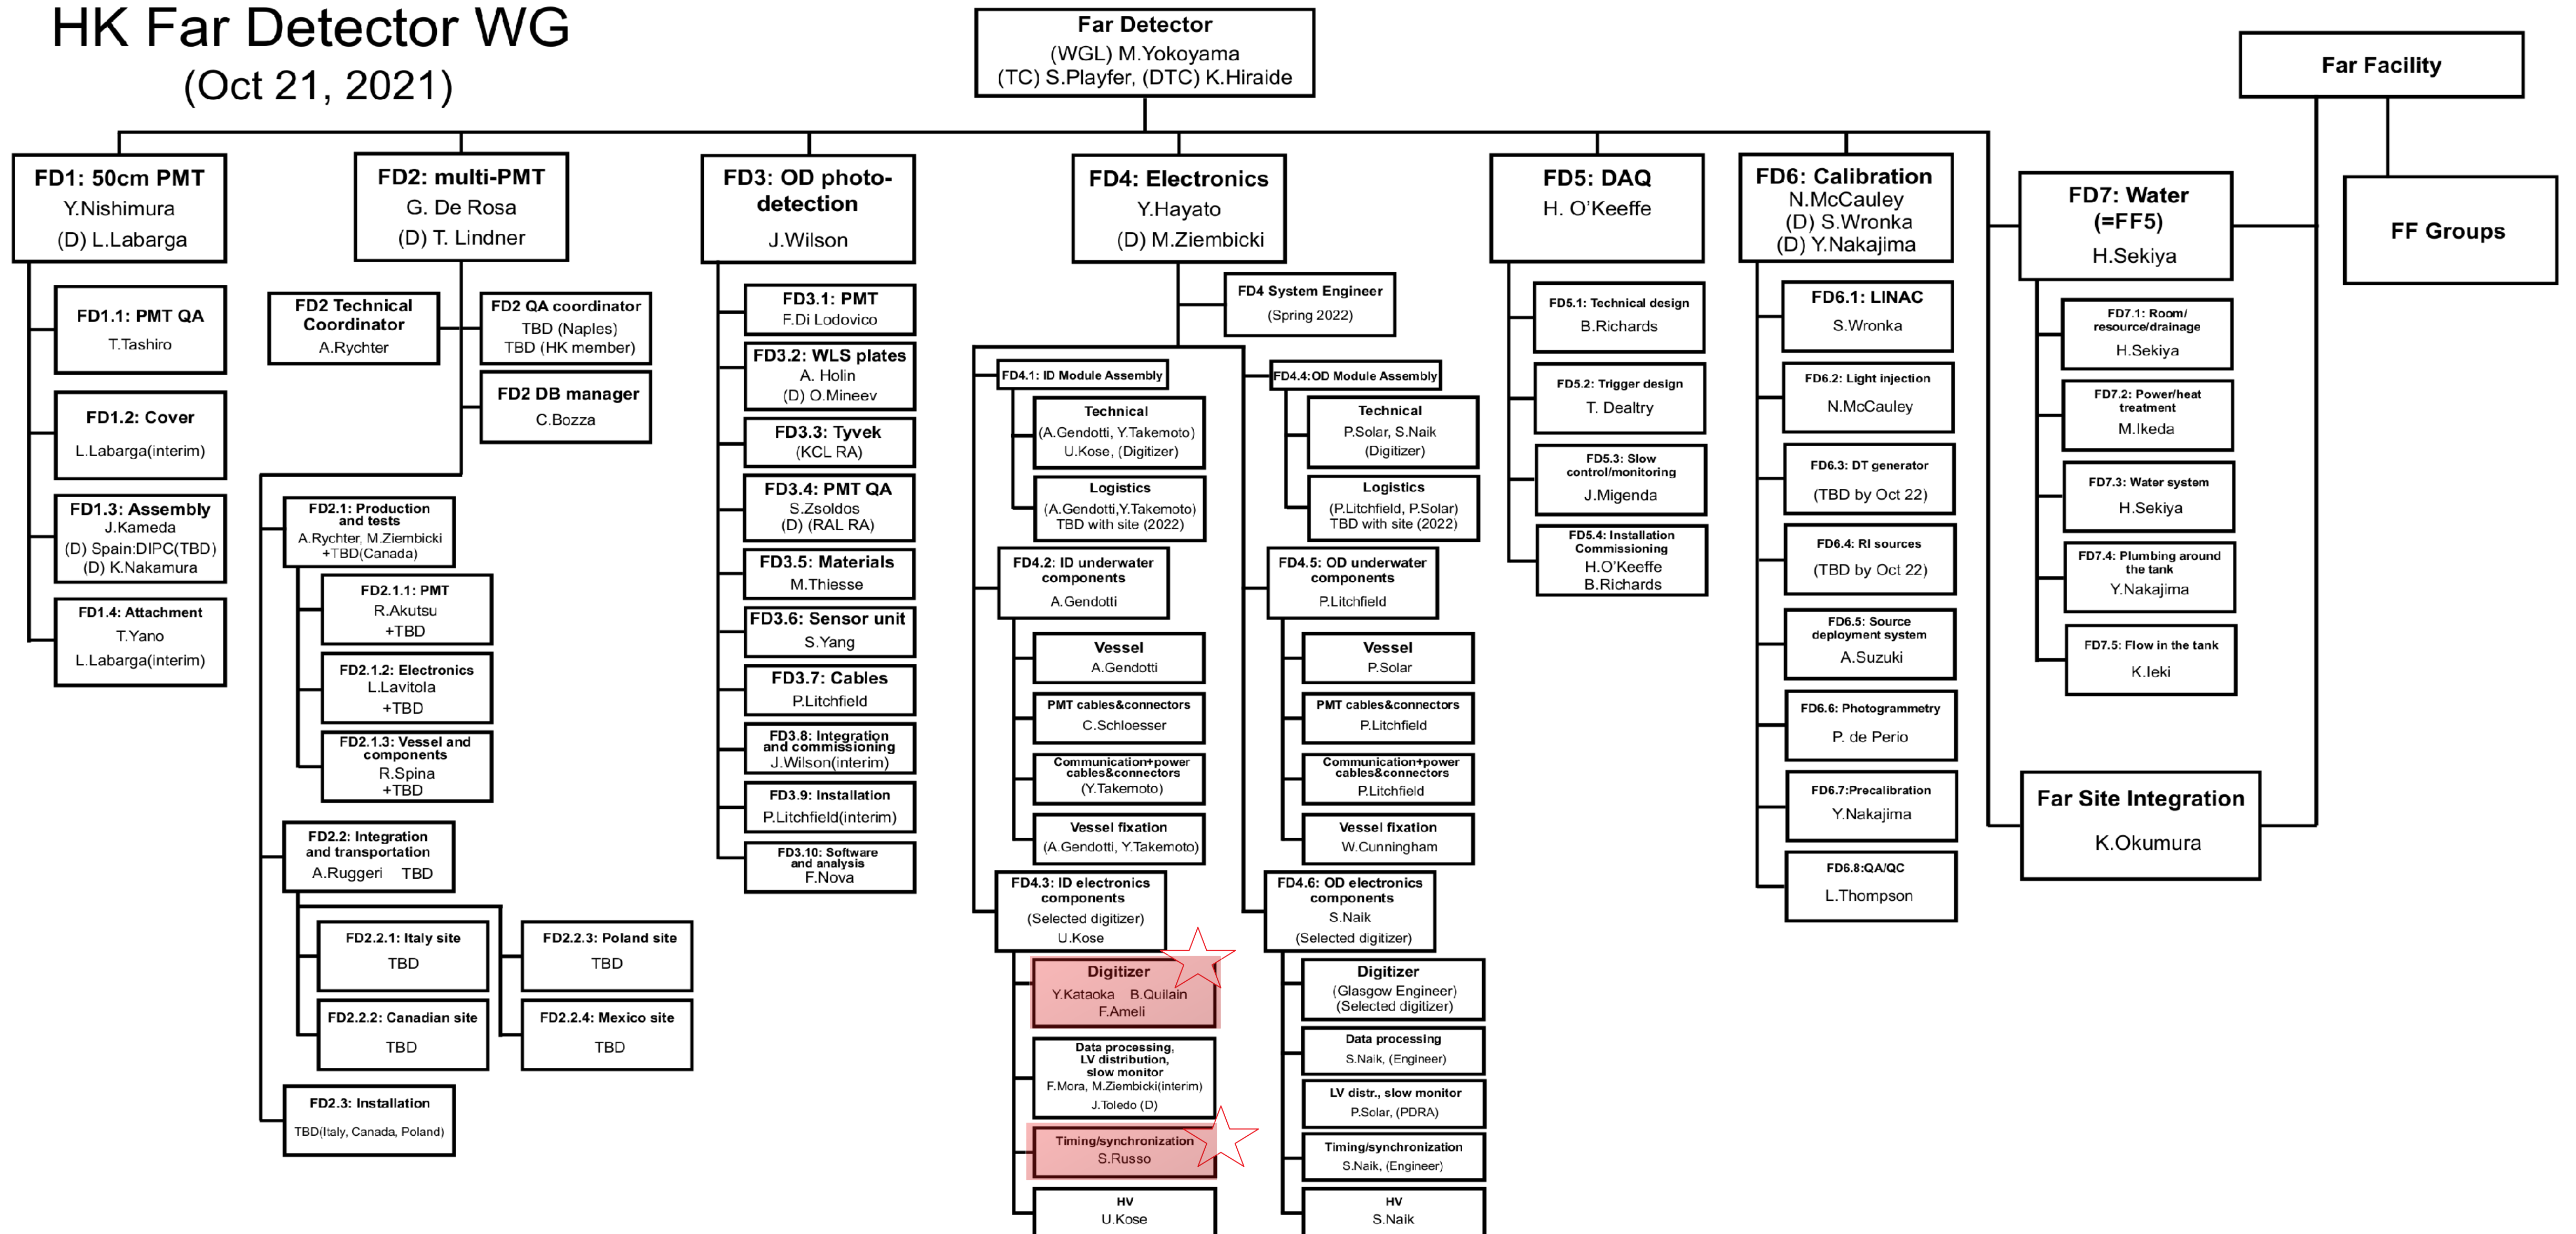 HK Far Detector WG
(Oct 21, 2021)
Far Detector
(WGL) M.Yokoyama
(TC) S.Playfer, (DTC) K.Hiraide
Far Facility
FF Groups
FD1: 50cm PMT
Y.Nishimura
(D) L.Labarga
FD1.1: PMT QA
T.Tashiro
FD1.2: Cover
L.Labarga(interim)
FD1.3: Assembly
J.Kameda
(D) Spain:DIPC(TBD)
(D) K.Nakamura
FD1.4: Attachment
T.Yano
L.Labarga(interim)
FD2: multi-PMT
G. De Rosa
(D) T. Lindner
FD2 Technical
Coordinator
A.Rychter
FD2 QA coordinator
TBD (Naples)
TBD (HK member)
FD2 DB manager
C.Bozza
FD2.1: Production
and tests
A.Rychter, M.Ziembicki
+TBD(Canada)
FD2.1.1: PMT
R.Akutsu
+TBD
FD2.1.2: Electronics
L.Lavitola
+TBD
FD2.1.3: Vessel and
components
R.Spina
+TBD
FD2.2: Integration
and transportation
A.Ruggeri TBD
FD2.2.1: Italy site
TBD
FD2.2.2: Canadian site
TBD
FD2.2.3: Poland site
TBD
FD2.2.4: Mexico site
TBD
FD2.3: Installation
TBD(Italy, Canada, Poland)
FD3: OD photo-
detection
J.Wilson
FD3.1: PMT
F.Di Lodovico
FD3.2: WLS plates
A. Holin
(D) O.Mineev
FD3.3: Tyvek
(KCL RA)
FD3.4: PMT QA
S.Zsoldos
(D) (RAL RA)
FD3.5: Materials
M.Thiesse
FD3.6: Sensor unit
S.Yang
FD3.7: Cables
P.Litchfield
FD3.8: Integration
and commissioning
J.Wilson(interim)
FD3.9: Installation
P.Litchfield(interim)
FD3.10: Software
and analysis
F.Nova
FD4: Electronics
Y.Hayato
(D) M.Ziembicki
FD4 System Engineer
(Spring 2022)
FD4.1: ID Module Assembly
Technical
(A.Gendotti, Y.Takemoto)
U.Kose, (Digitizer)
Logistics
(A.Gendotti,Y.Takemoto)
TBD with site (2022)
FD4.2: ID underwater
components
A.Gendotti
Vessel
A.Gendotti
PMT cables&connectors
C.Schloesser
Communication+power
cables&connectors
(Y.Takemoto)
Vessel fixation
(A.Gendotti, Y.Takemoto)
FD4.3: ID electronics
components
(Selected digitizer)
U.Kose
Digitizer
Y.Kataoka B.Quilain
F.Ameli
Data processing,
LV distribution,
slow monitor
F.Mora, M.Ziembicki(interim)
J.Toledo (D)
Timing/synchronization
S.Russo
HV
U.Kose
FD4.4:OD Module Assembly
Technical
P.Solar, S.Naik
(Digitizer)
Logistics
(P.Litchfield, P.Solar)
TBD with site (2022)
FD4.5: OD underwater
components
P.Litchfield
Vessel
P.Solar
PMT cables&connectors
P.Litchfield
Communication+power
cables&connectors
P.Litchfield
Vessel fixation
W.Cunningham
FD4.6: OD electronics
components
S.Naik
(Selected digitizer)
Digitizer
(Glasgow Engineer)
(Selected digitizer)
Data processing
S.Naik, (Engineer)
LV distr., slow monitor
P.Solar, (PDRA)
Timing/synchronization
S.Naik, (Engineer)
HV
S.Naik
FD5: DAQ
H. O'Keeffe
FD5.1: Technical design
B.Richards
FD5.2: Trigger design
T. Dealtry
FD5.3: Slow
control/monitoring
J.Migenda
FD5.4: Installation
Commissioning
H.O'Keeffe
B.Richards
FD6: Calibration
N.McCauley
(D) S.Wronka
(D) Y.Nakajima
FD6.1: LINAC
S.Wronka
FD6.2: Light injection
N.McCauley
FD6.3: DT generator
(TBD by Oct 22)
FD6.4: RI sources
(TBD by Oct 22)
FD6.5: Source
deployment system
A.Suzuki
FD6.6: Photogrammetry
P. de Perio
FD6.7:Precalibration
Y.Nakajima
FD6.8:QA/QC
L.Thompson
FD7: Water
(=FF5)
H.Sekiya
FD7.1: Room/
resource/drainage
H.Sekiya
FD7.2: Power/heat
treatment
M.Ikeda
FD7.3: Water system
H.Sekiya
FD7.4: Plumbing around
the tank
Y.Nakajima
FD7.5: Flow in the tank
K.Ieki
Far Site Integration
K.Okumura